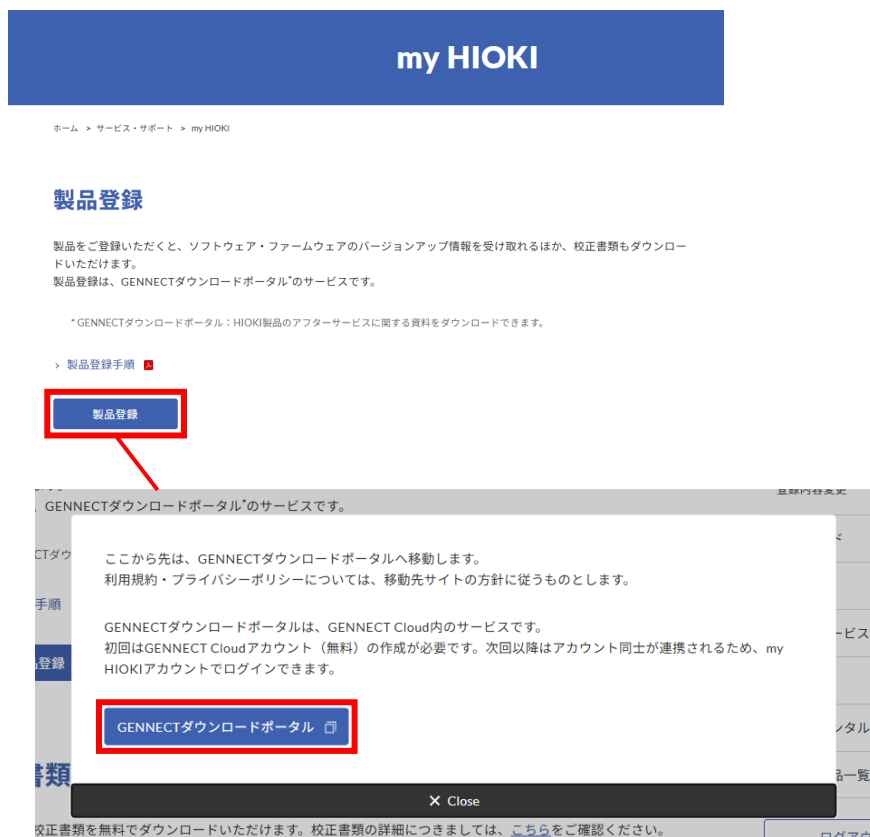 my HIOKI
ホーム > サービス・サポート > my HIOKI
製品登録
製品をご登録いただくと、ソフトウェア・ファームウェアのバージョンアップ情報を受け取れるほか、校正書類もダウンロー
ドいただけます。
製品登録は、GENNECTダウンロードポータル*のサービスです。
* GENNECTダウンロードポータル：HIOKI製品のアフターサービスに関する資料をダウンロードできます。
› 製品登録手順
製品登録
登録内容変更
、GENNECTダウンロードポータル*のサービスです。
CTダウ
ド
ここから先は、GENNECTダウンロードポータルへ移動します。
利用規約・プライバシーポリシーについては、移動先サイトの方針に従うものとします。
手順
GENNECTダウンロードポータルは、GENNECT Cloud内のサービスです。
ービス
初回はGENNECT Cloudアカウント（無料）の作成が必要です。次回以降はアカウント同士が連携されるため、my
登録
HIOKIアカウントでログインできます。
GENNECTダウンロードポータル
ンタル
書類
品一覧
× Close
校正書類を無料でダウンロードいただけます。校正書類の詳細につきましては、こちらをご確認ください。
ログアウ